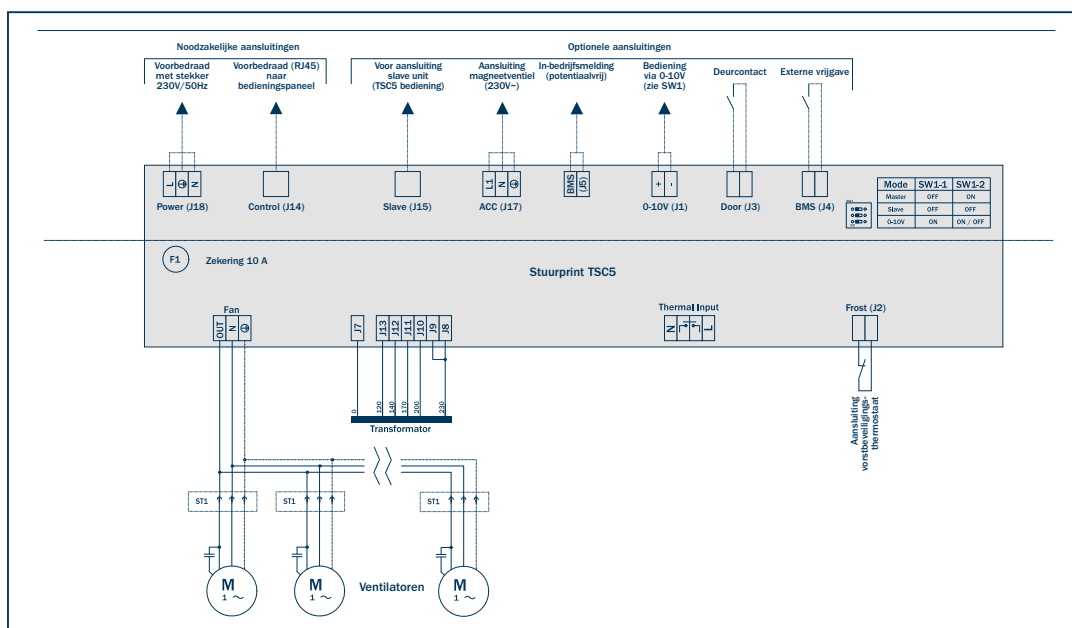 Noodzakelijke aansluitingen
Optionele aansluitingen
Voorbedraad
met stekker
230V/50Hz
Voorbedraad (RJ45)
naar
bedieningspaneel
Voor aansluiting
slave unit
(TSC5 bediening)
Aansluiting
magneetventiel
(230V~)
In-bedrijfsmelding
(potentiaalvrij)
Bediening
via 0-10V
(zie SW1)
Deurcontact
Externe vrijgave
L
N
L1
N
BMS
(J5)
+
-
Power (J18)
Control (J14)
Slave (J15)
ACC (J17)
0-10V (J1)
Door (J3)
BMS (J4)
Mode SW1-1 SW1-2
Master OFF ON
Slave OFF OFF
0-10V ON ON / OFF
F1
Zekering 10 A
Stuurprint TSC5
Fan
Thermal Input
Frost (J2)
OUT
N
J7
J13
J12
J11
J10
J9
J8
N
L
0
120
140
170
200
230
Transformator
Aansluiting
vorstbeveiligings-
thermostaat
ST1
ST1
ST1
M
1 ~
M
1 ~
Ventilatoren
M
1 ~